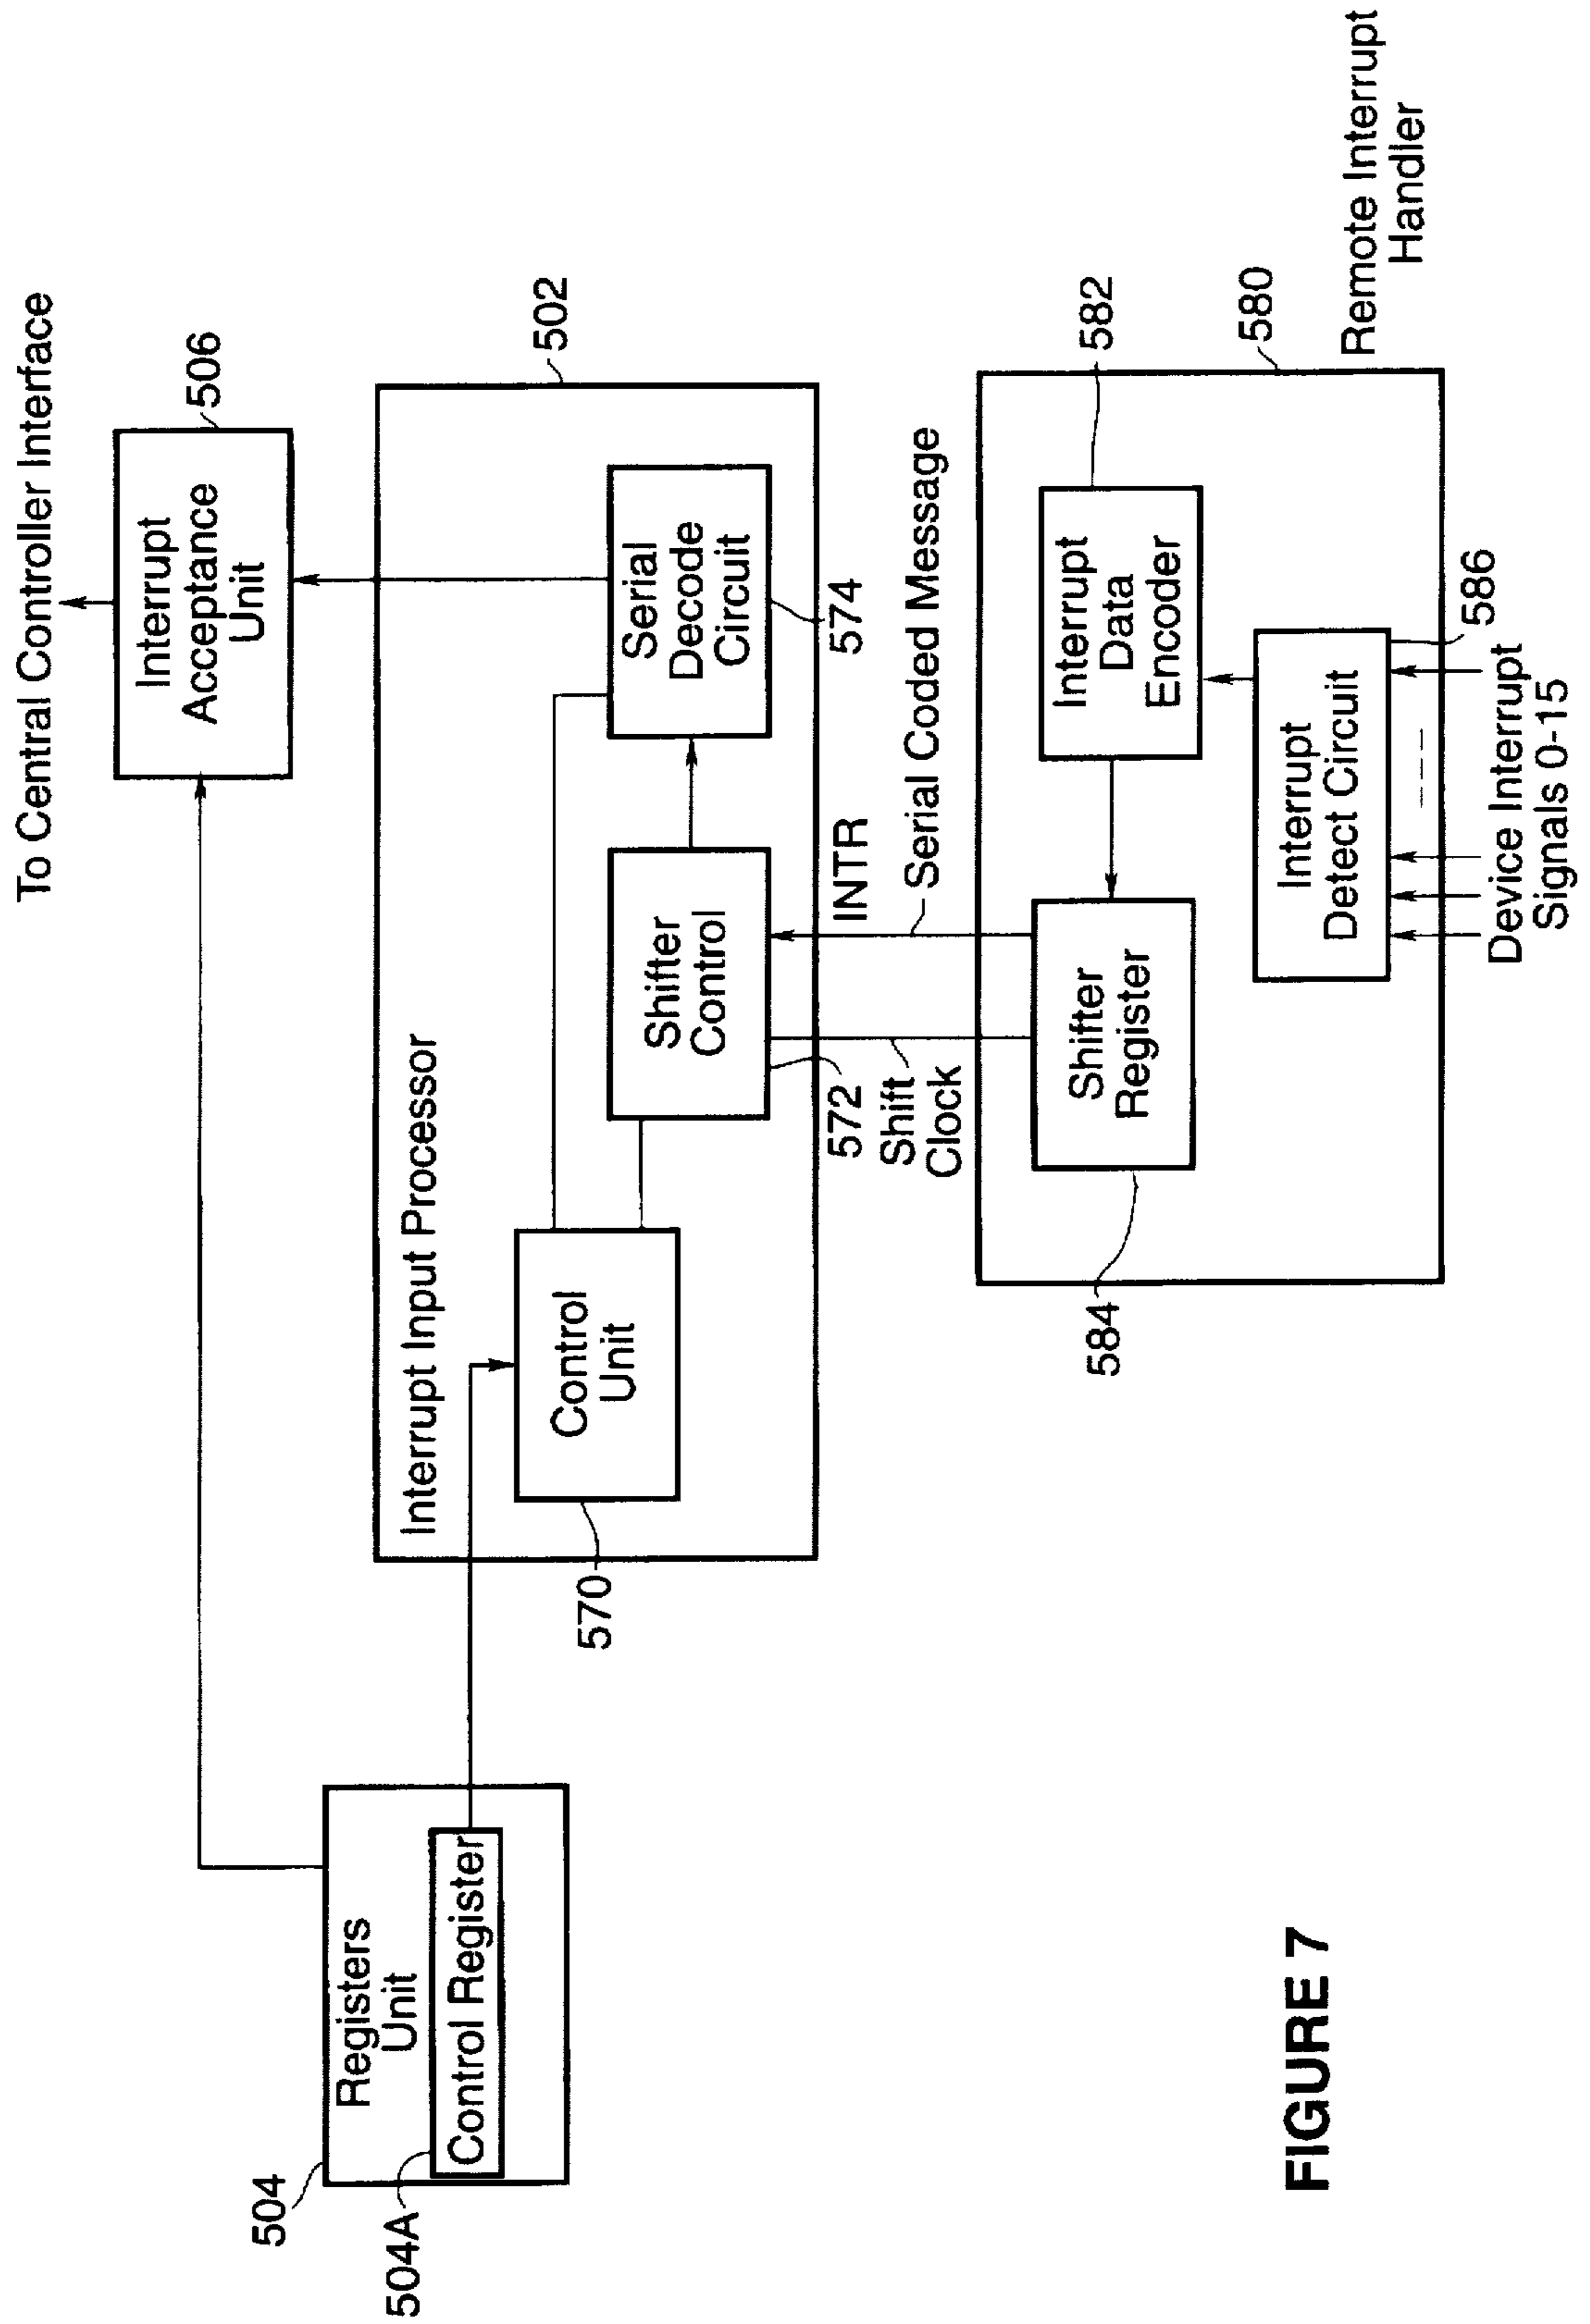 To Central Controller Interface
506
Interrupt
Acceptance
Unit
504
Registers
Unit
504A
Control Register
502
Interrupt Input Processor
570
Control
Unit
Shifter
Control
572
Serial
Decode
Circuit
574
INTR
Shift
Clock
Serial Coded Message
582
580
Remote Interrupt
Handler
Interrupt
Data
Encoder
Shifter
Register
584
Interrupt
Detect Circuit
586
Device Interrupt
Signals 0-15
FIGURE 7